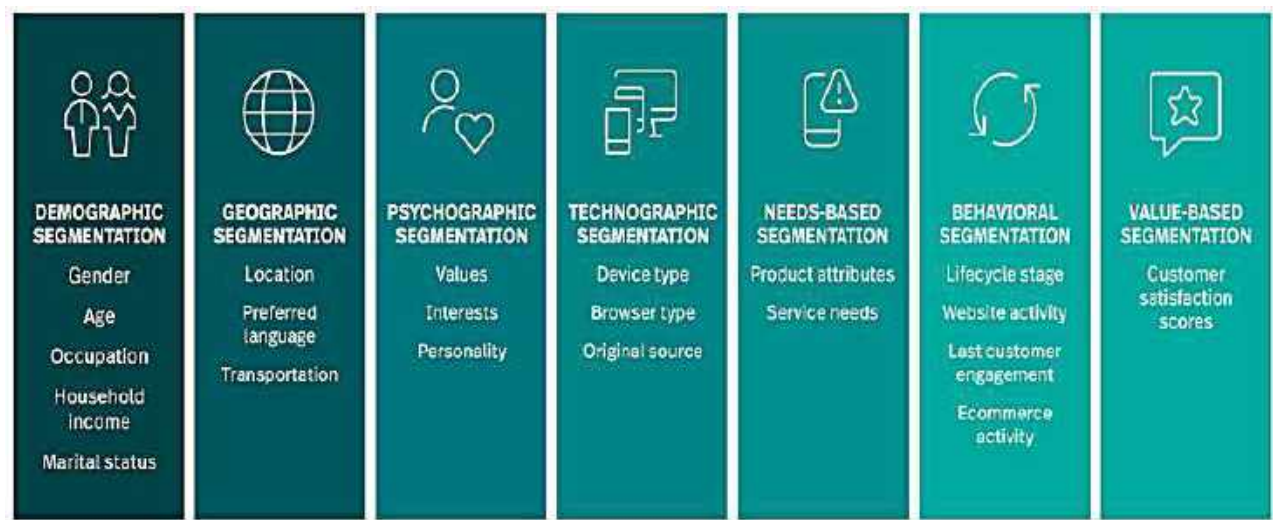 DEMOGRAPHIC
SEGMENTATION
Gender
Age
Occupation
Household
income
Marital status
GEOGRAPHIC
SEGMENTATION
Location
Preferred
language
Transportation
PSYCHOGRAPHIC
SEGMENTATION
Values
Interests
Personality
TECHNOGRAPHIC
SEGMENTATION
Device type
Browser type
Original source
NEEDS-BASED
SEGMENTATION
Product attributes
Service needs
BEHAVIORAL
SEGMENTATION
Lifecycle stage
Website activity
Last customer
engagement
Ecommerce
activity
VALUE-BASED
SEGMENTATION
Customer
satisfaction
scores